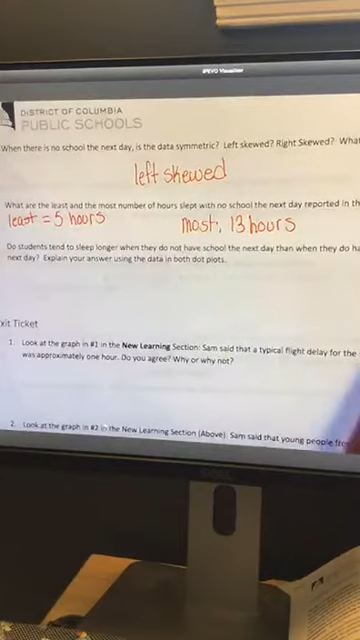 IPEVO Visualizer
DISTRICT OF COLUMBIA
PUBLIC SCHOOLS
When there is no school the next day, is the data symmetric? Left skewed? Right Skewed? What
left skewed
What are the least and the most number of hours slept with no school the next day reported in th
least = 5 hours most, 13 hours
Do students tend to sleep longer when they do not have school the next day than when they do ha
next day? Explain your answer using the data in both dot plots.
xit Ticket
1. Look at the graph in #1 in the New Learning Section: Sam said that a typical flight delay for the
was approximately one hour. Do you agree? Why or why not?
2. Look at the graph in #2 in the New Learning Section (Above): Sam said that young people fro
DELL